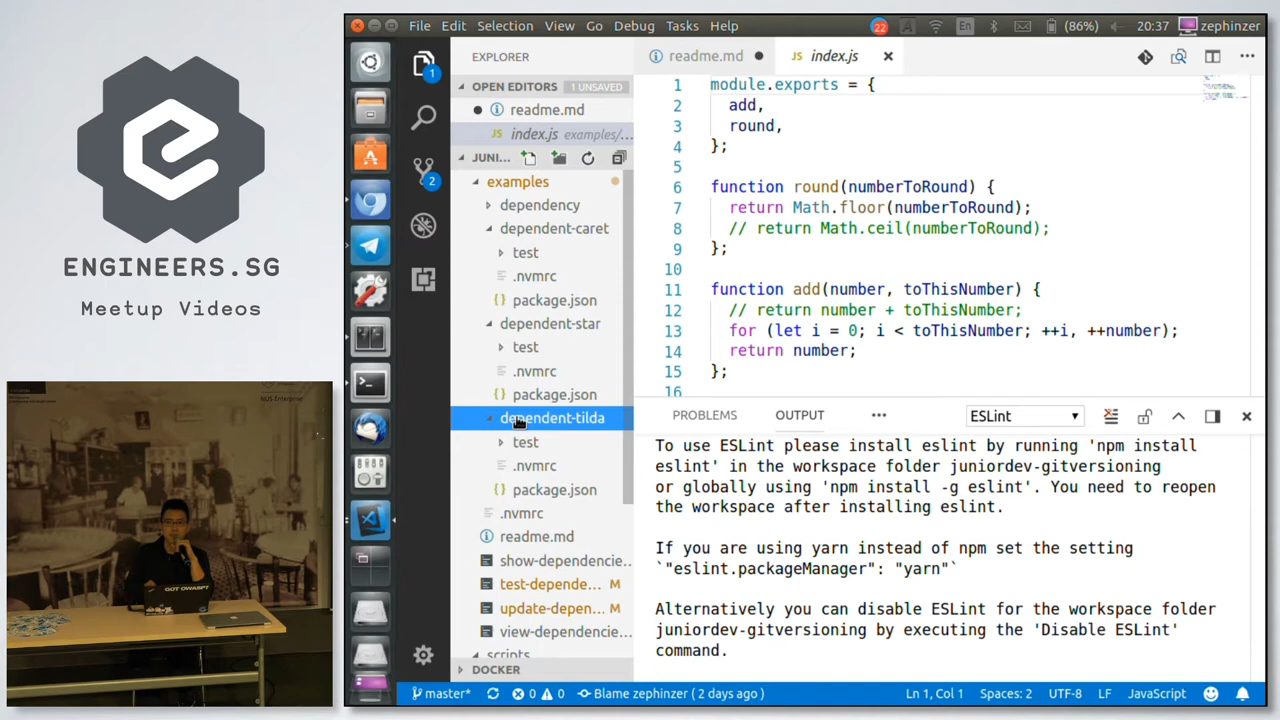 ENGINEERS.SG
Meetup Videos
NUS Enterprise
GOT OWASP?
File Edit Selection View Go Debug Tasks Help
22
En
(86%)
20:37
zephinzer
1
2
EXPLORER
OPEN EDITORS 1 UNSAVED
readme.md
JS index.js examples/...
JUNI...
examples
dependency
dependent-caret
test
.nvmrc
{} package.json
dependent-star
test
.nvmrc
{} package.json
dependent-tilda
test
.nvmrc
{} package.json
.nvmrc
readme.md
show-dependencie...
test-depende... M
update-depen... M
view-dependencie...
scripts
DOCKER
readme.md
JS index.js
1 module.exports = {
2 add,
3 round,
4 };
5
6 function round(numberToRound) {
7 return Math.floor(numberToRound);
8 // return Math.ceil(numberToRound);
9 };
10
11 function add(number, toThisNumber) {
12 // return number + toThisNumber;
13 for (let i = 0; i < toThisNumber; ++i, ++number);
14 return number;
15 };
16
PROBLEMS OUTPUT ••• ESLint
To use ESLint please install eslint by running 'npm install
eslint' in the workspace folder juniordev-gitversioning
or globally using 'npm install -g eslint'. You need to reopen
the workspace after installing eslint.
If you are using yarn instead of npm set the setting
`"eslint.packageManager": "yarn"`
Alternatively you can disable ESLint for the workspace folder
juniordev-gitversioning by executing the 'Disable ESLint'
command.
master* 0 0 Blame zephinzer ( 2 days ago ) Ln 1, Col 1 Spaces: 2 UTF-8 LF JavaScript